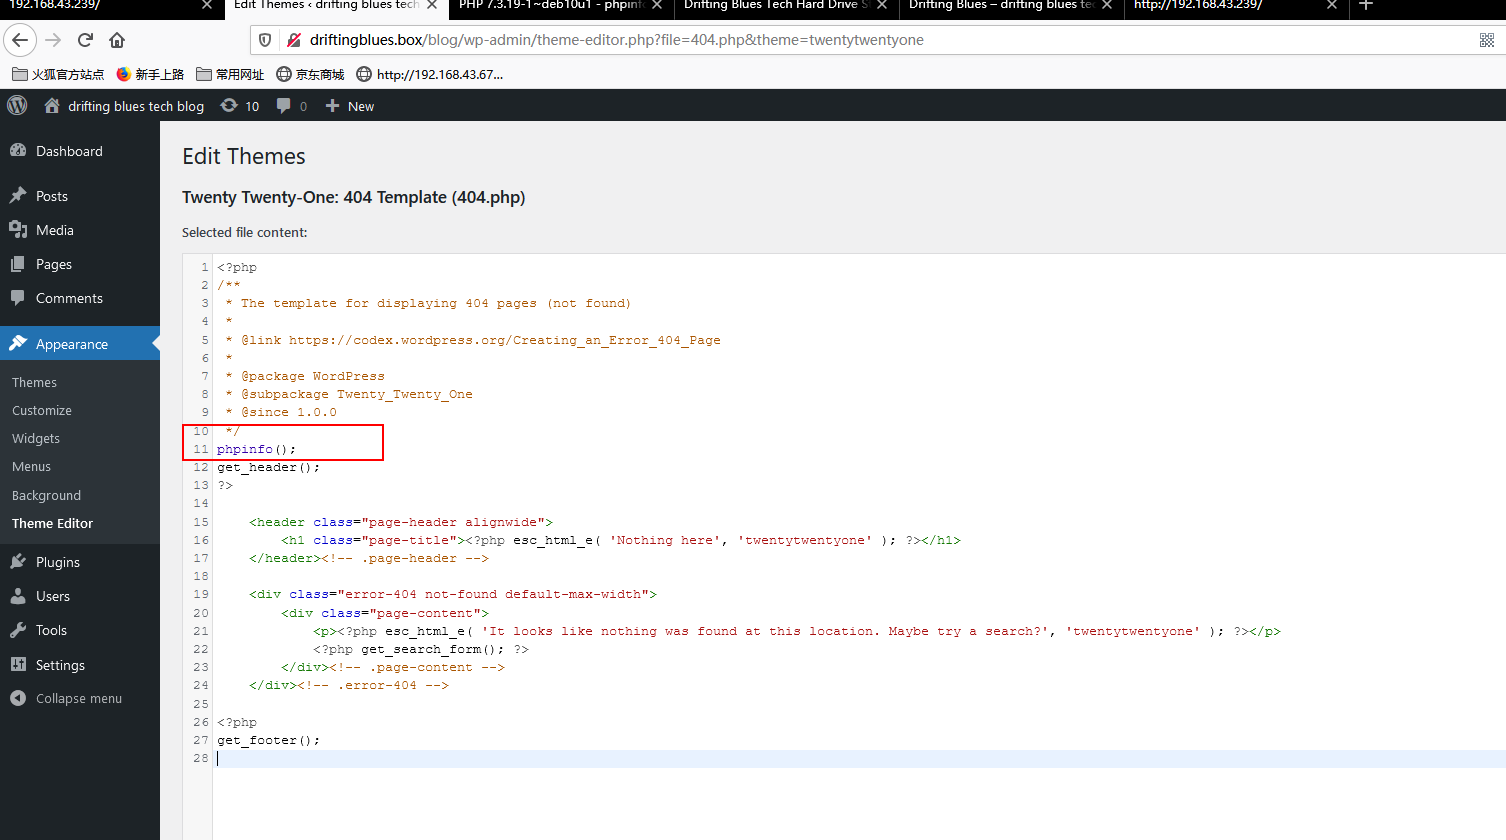 192.168.43.239/
Edit Themes ‹ drifting blues tech
PHP 7.3.19-1~deb10u1 - phpinfo
Drifting Blues Tech Hard Drive S
Drifting Blues – drifting blues te
http://192.168.43.239/
driftingblues.box/blog/wp-admin/theme-editor.php?file=404.php&theme=twentytwentyone
火狐官方站点 新手上路 常用网址 京东商城 http://192.168.43.67...
drifting blues tech blog 10 0 New
Dashboard
Posts
Media
Pages
Comments
Appearance
Themes
Customize
Widgets
Menus
Background
Theme Editor
Plugins
Users
Tools
Settings
Collapse menu
Edit Themes
Twenty Twenty-One: 404 Template (404.php)
Selected file content:
1 <?php
2 /**
3 * The template for displaying 404 pages (not found)
4 *
5 * @link https://codex.wordpress.org/Creating_an_Error_404_Page
6 *
7 * @package WordPress
8 * @subpackage Twenty_Twenty_One
9 * @since 1.0.0
10 */
11 phpinfo();
12 get_header();
13 ?>
14
15 <header class="page-header alignwide">
16 <h1 class="page-title"><?php esc_html_e( 'Nothing here', 'twentytwentyone' ); ?></h1>
17 </header><!-- .page-header -->
18
19 <div class="error-404 not-found default-max-width">
20 <div class="page-content">
21 <p><?php esc_html_e( 'It looks like nothing was found at this location. Maybe try a search?', 'twentytwentyone' ); ?></p>
22 <?php get_search_form(); ?>
23 </div><!-- .page-content -->
24 </div><!-- .error-404 -->
25
26 <?php
27 get_footer();
28